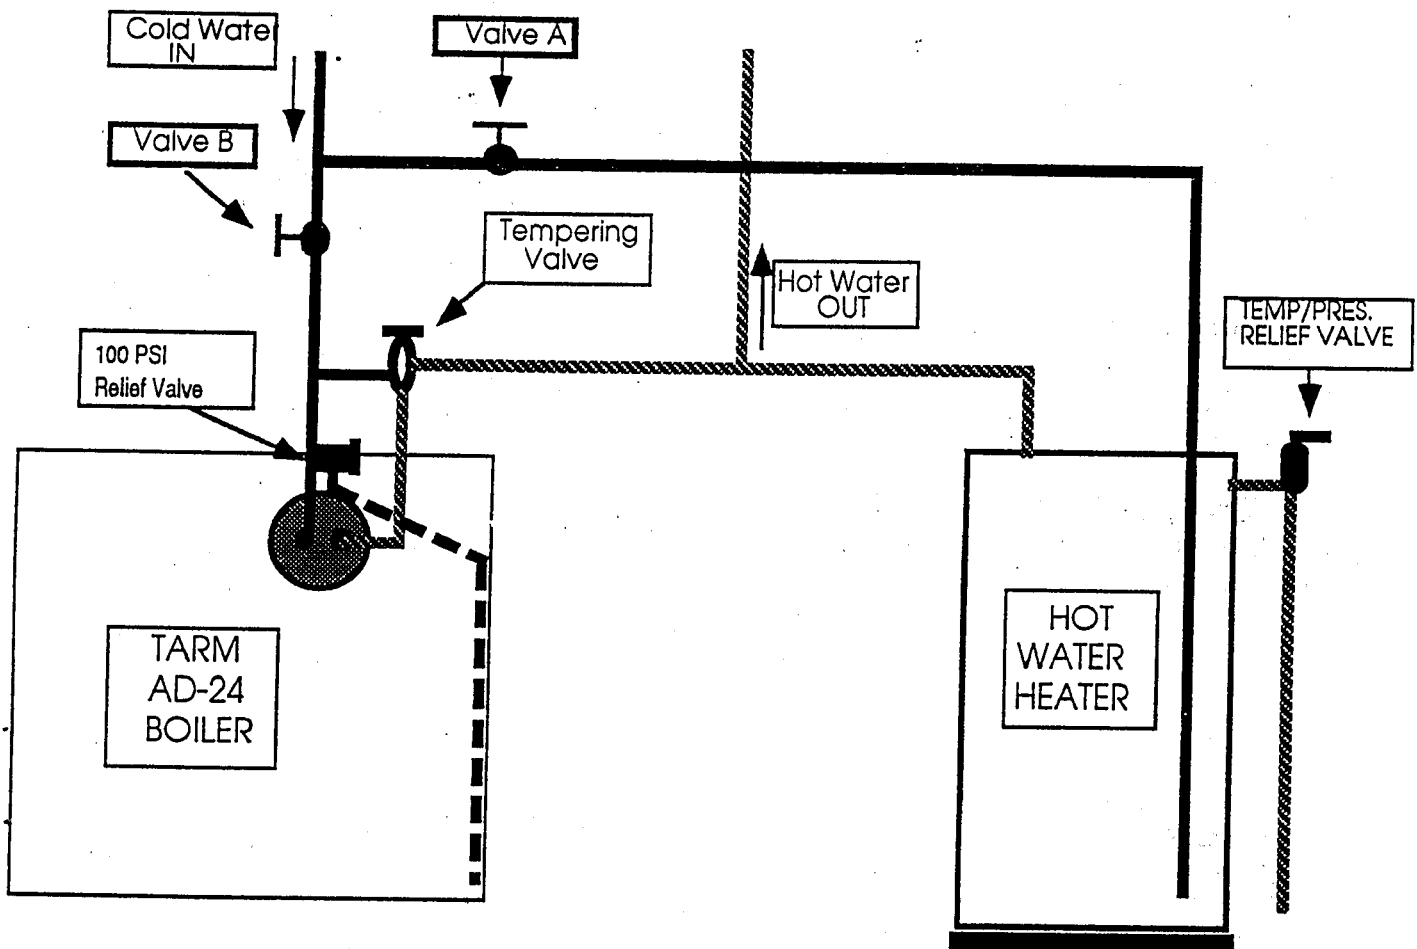 Cold Water
IN
Valve A
Valve B
Tempering
Valve
Hot Water
OUT
TEMP/PRES.
RELIEF VALVE
100 PSI
Relief Valve
TARM
AD-24
BOILER
HOT
WATER
HEATER